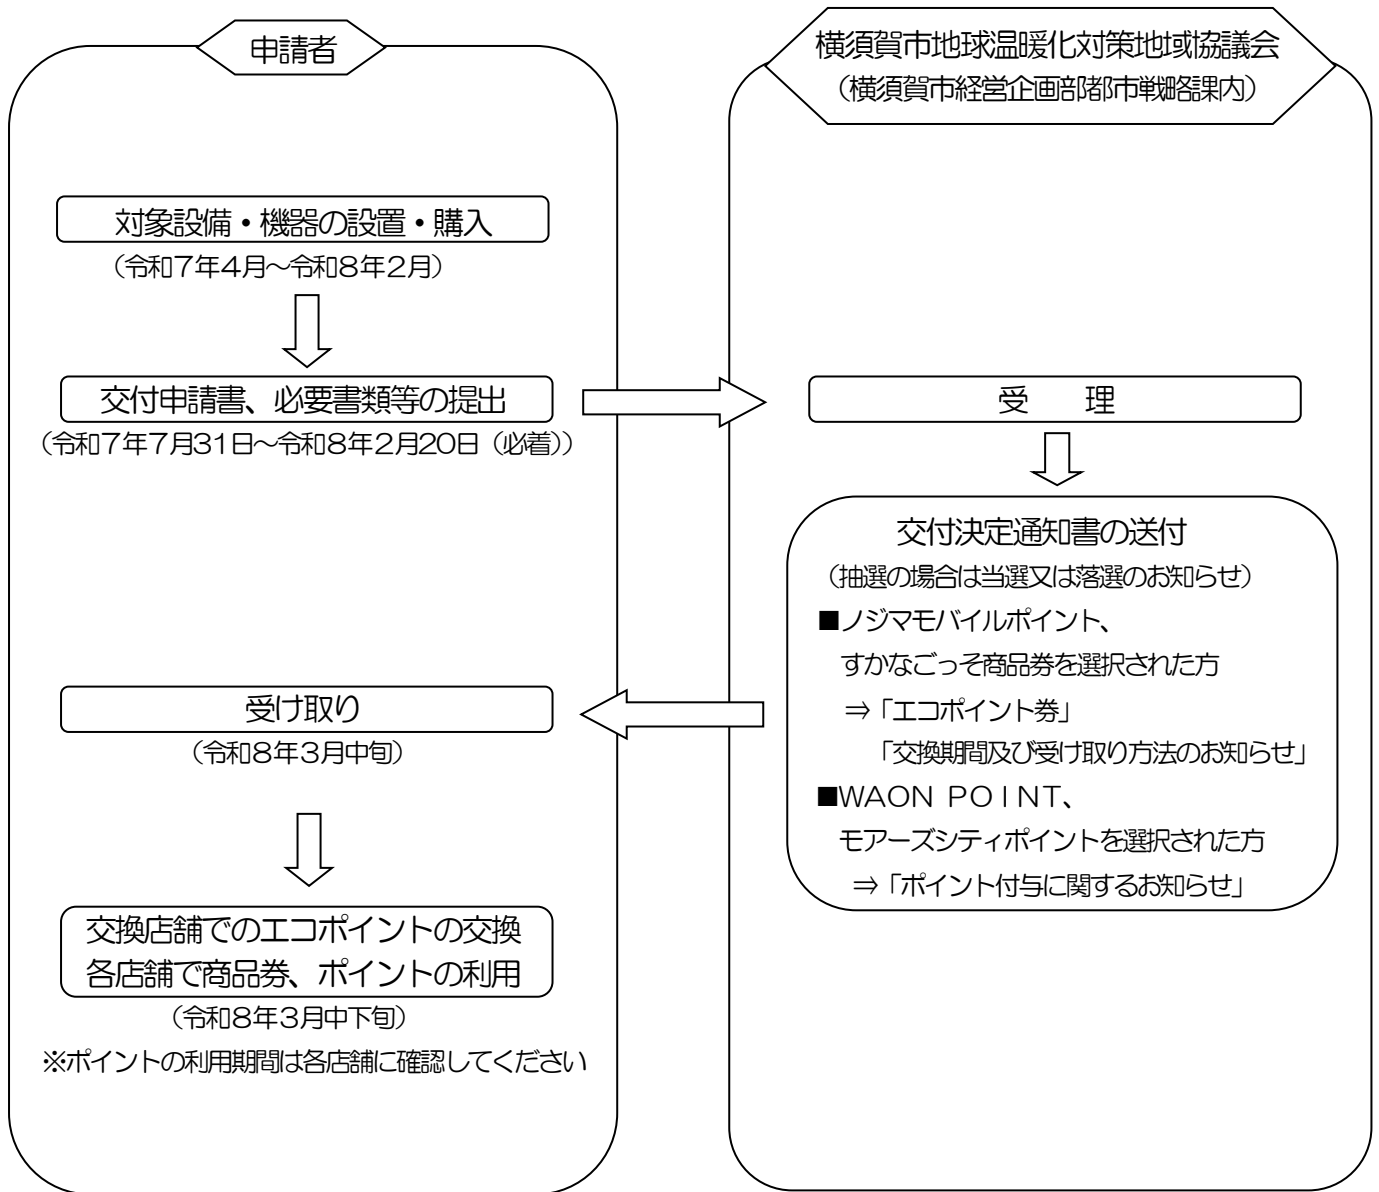 申請者
対象設備・機器の設置・購入
（令和７年４月～令和８年２月）
交付申請書、必要書類等の提出
（令和７年７月31日～令和８年２月20日（必着））
受け取り
（令和８年３月中旬）
交換店舗でのエコポイントの交換
各店舗で商品券、ポイントの利用
（令和８年３月中下旬）
※ポイントの利用期間は各店舗に確認してください
横須賀市地球温暖化対策地域協議会
（横須賀市経営企画部都市戦略課内）
受　　理
交付決定通知書の送付
（抽選の場合は当選又は落選のお知らせ）
■ノジマモバイルポイント、
すかなごっそ商品券を選択された方
⇒「エコポイント券」
「交換期間及び受け取り方法のお知らせ」
■WAON ＰＯＩＮＴ、
モアーズシティポイントを選択された方
⇒「ポイント付与に関するお知らせ」